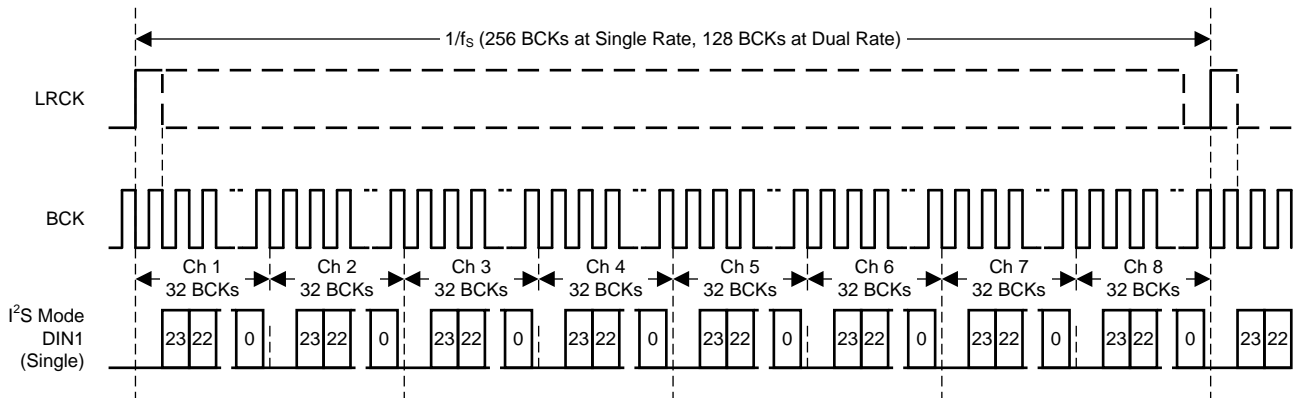 1/fS (256 BCKs at Single Rate, 128 BCKs at Dual Rate)
LRCK
BCK
Ch 1 Ch 2 Ch 3 Ch 4 Ch 5 Ch 6 Ch 7 Ch 8
32 BCKs 32 BCKs 32 BCKs 32 BCKs 32 BCKs 32 BCKs 32 BCKs 32 BCKs
I²S Mode
DIN1
(Single)
23 22 0 23 22 0 23 22 0 23 22 0 23 22 0 23 22 0 23 22 0 23 22 0 23 22